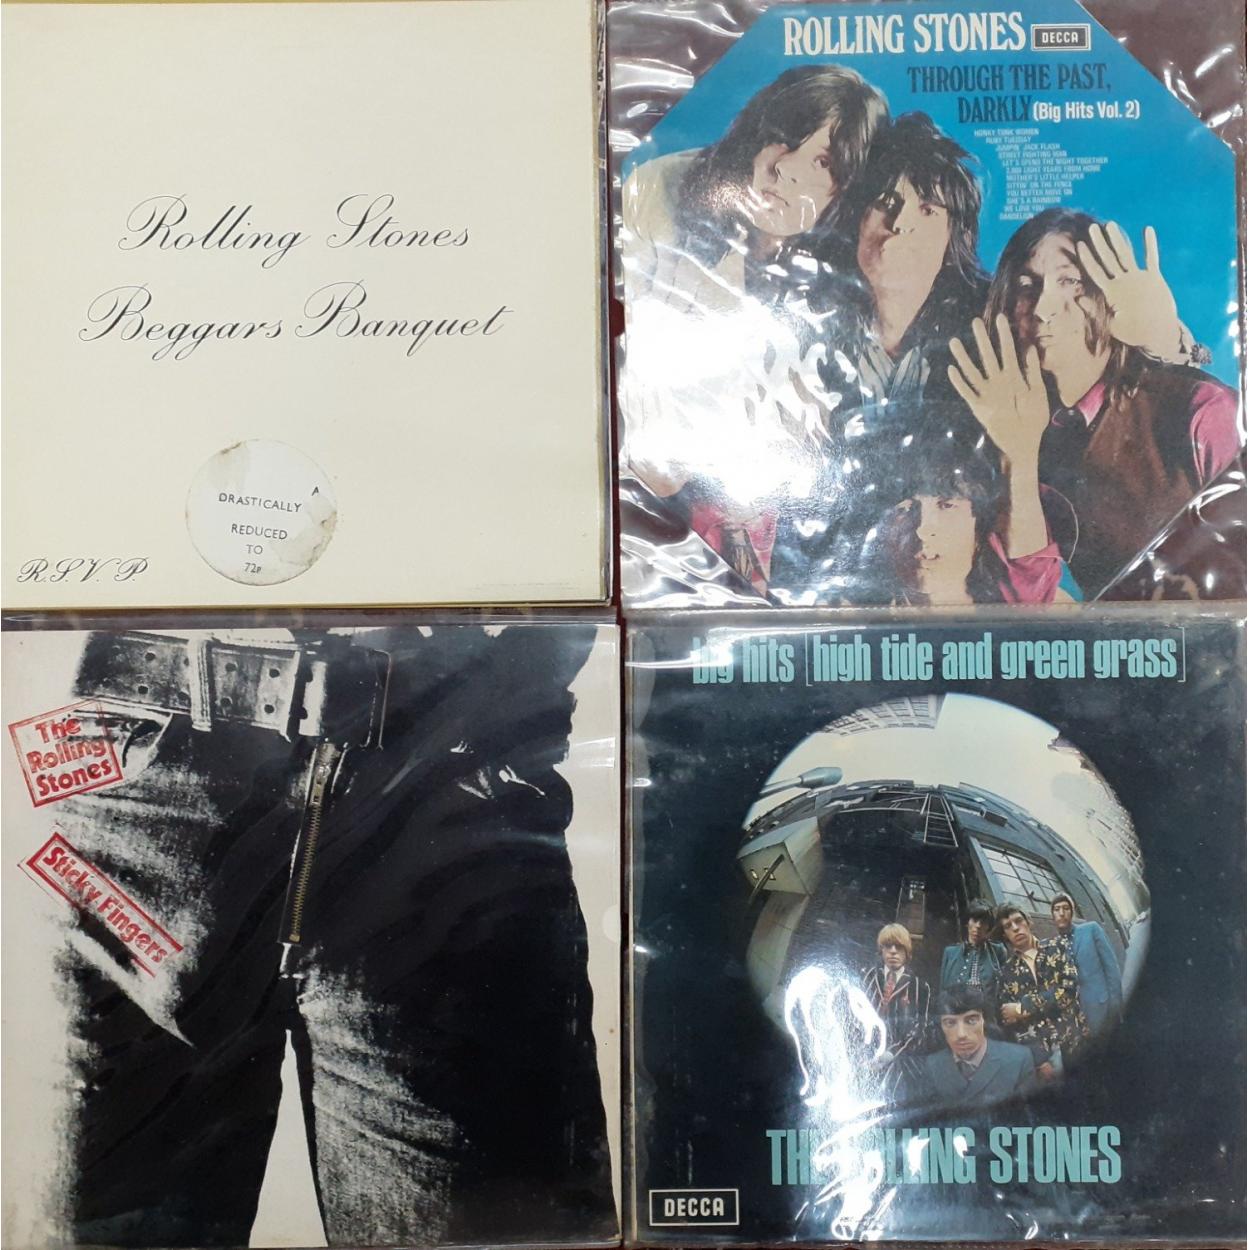 Rolling Stones
Beggars Banquet
DRASTICALLY A
REDUCED
TO
72P
R.S.V.P.
ROLLING STONES DECCA
THROUGH THE PAST,
DARKLY (Big Hits Vol. 2)
HONKY TONK WOMEN
RUBY TUESDAY
JUMPIN' JACK FLASH
STREET FIGHTING MAN
LET'S SPEND THE NIGHT TOGETHER
2,000 LIGHT YEARS FROM HOME
MOTHER'S LITTLE HELPER
SITTIN' ON THE FENCE
YOU BETTER MOVE ON
SHE'S A RAINBOW
WE LOVE YOU
DANDELION
The
Rolling
Stones
Sticky Fingers
big hits [high tide and green grass]
THE ROLLING STONES
DECCA